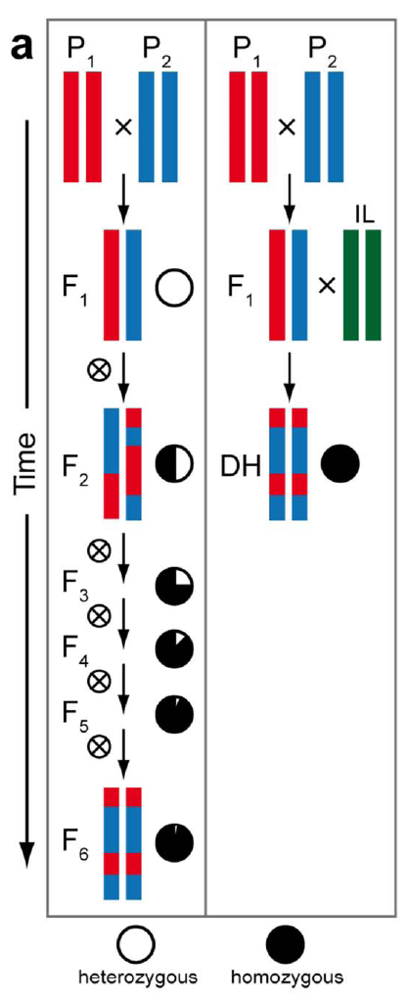 a
P1 × P2
F1
⊗
F2
⊗
F3
⊗
F4
⊗
F5
⊗
F6
P1 × P2
IL
F1 ×
DH
Time
heterozygous
homozygous